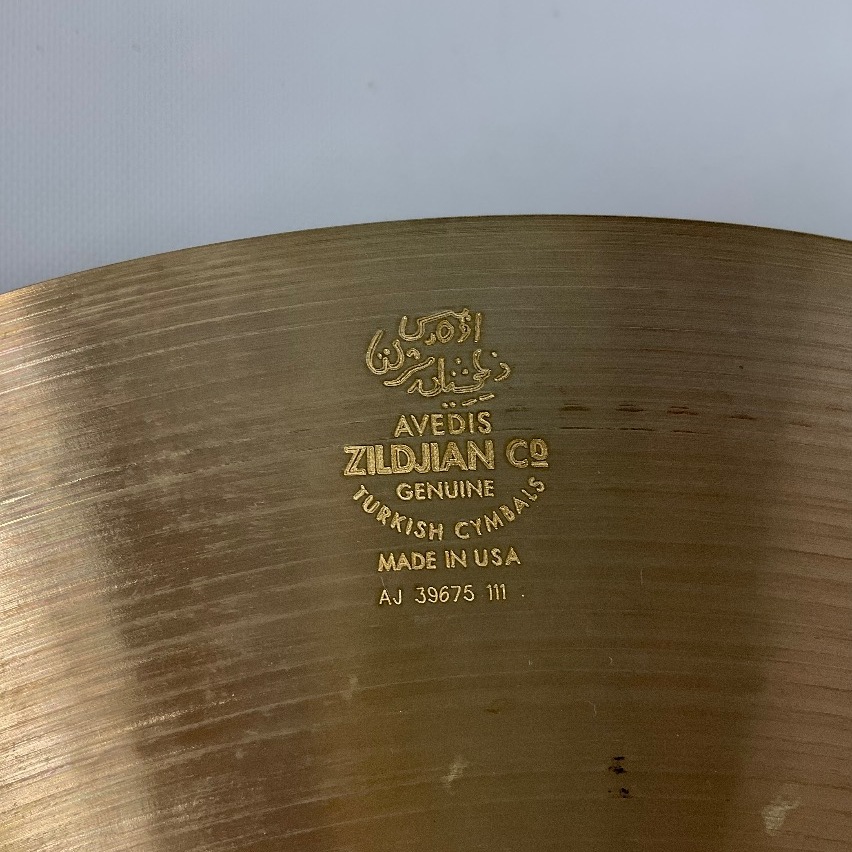 AVEDIS
ZILDJIAN CO
GENUINE
TURKISH CYMBALS
MADE IN USA
AJ 39675 111